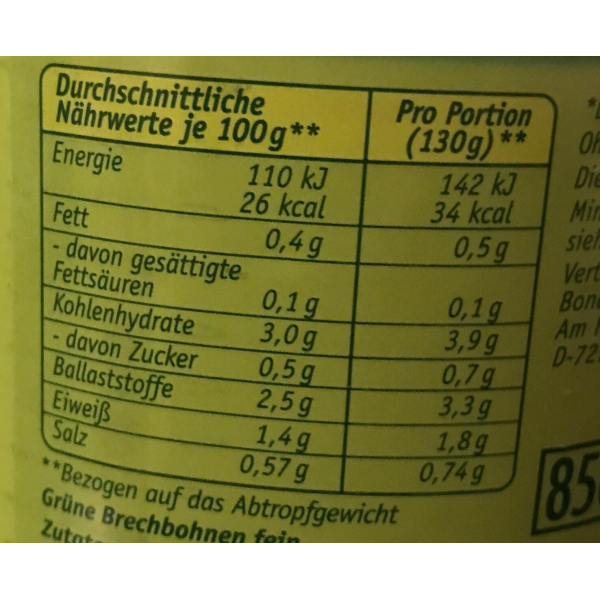 Durchschnittliche
Nährwerte je 100g**
Pro Portion
(130g)**
Energie
110 kJ
142 kJ
26 kcal
34 kcal
Fett
0,4g
0,5g
- davon gesättigte
Fettsäuren
0,1g
0,1g
Kohlenhydrate
3,0g
3,9g
- davon Zucker
0,5g
0,7g
Ballaststoffe
2,5g
3,3g
Eiweiß
1,4g
1,8g
Salz
0,57g
0,74g
**Bezogen auf das Abtropfgewicht
Grüne Brechbohnen fein
Die
Am
D-72
85